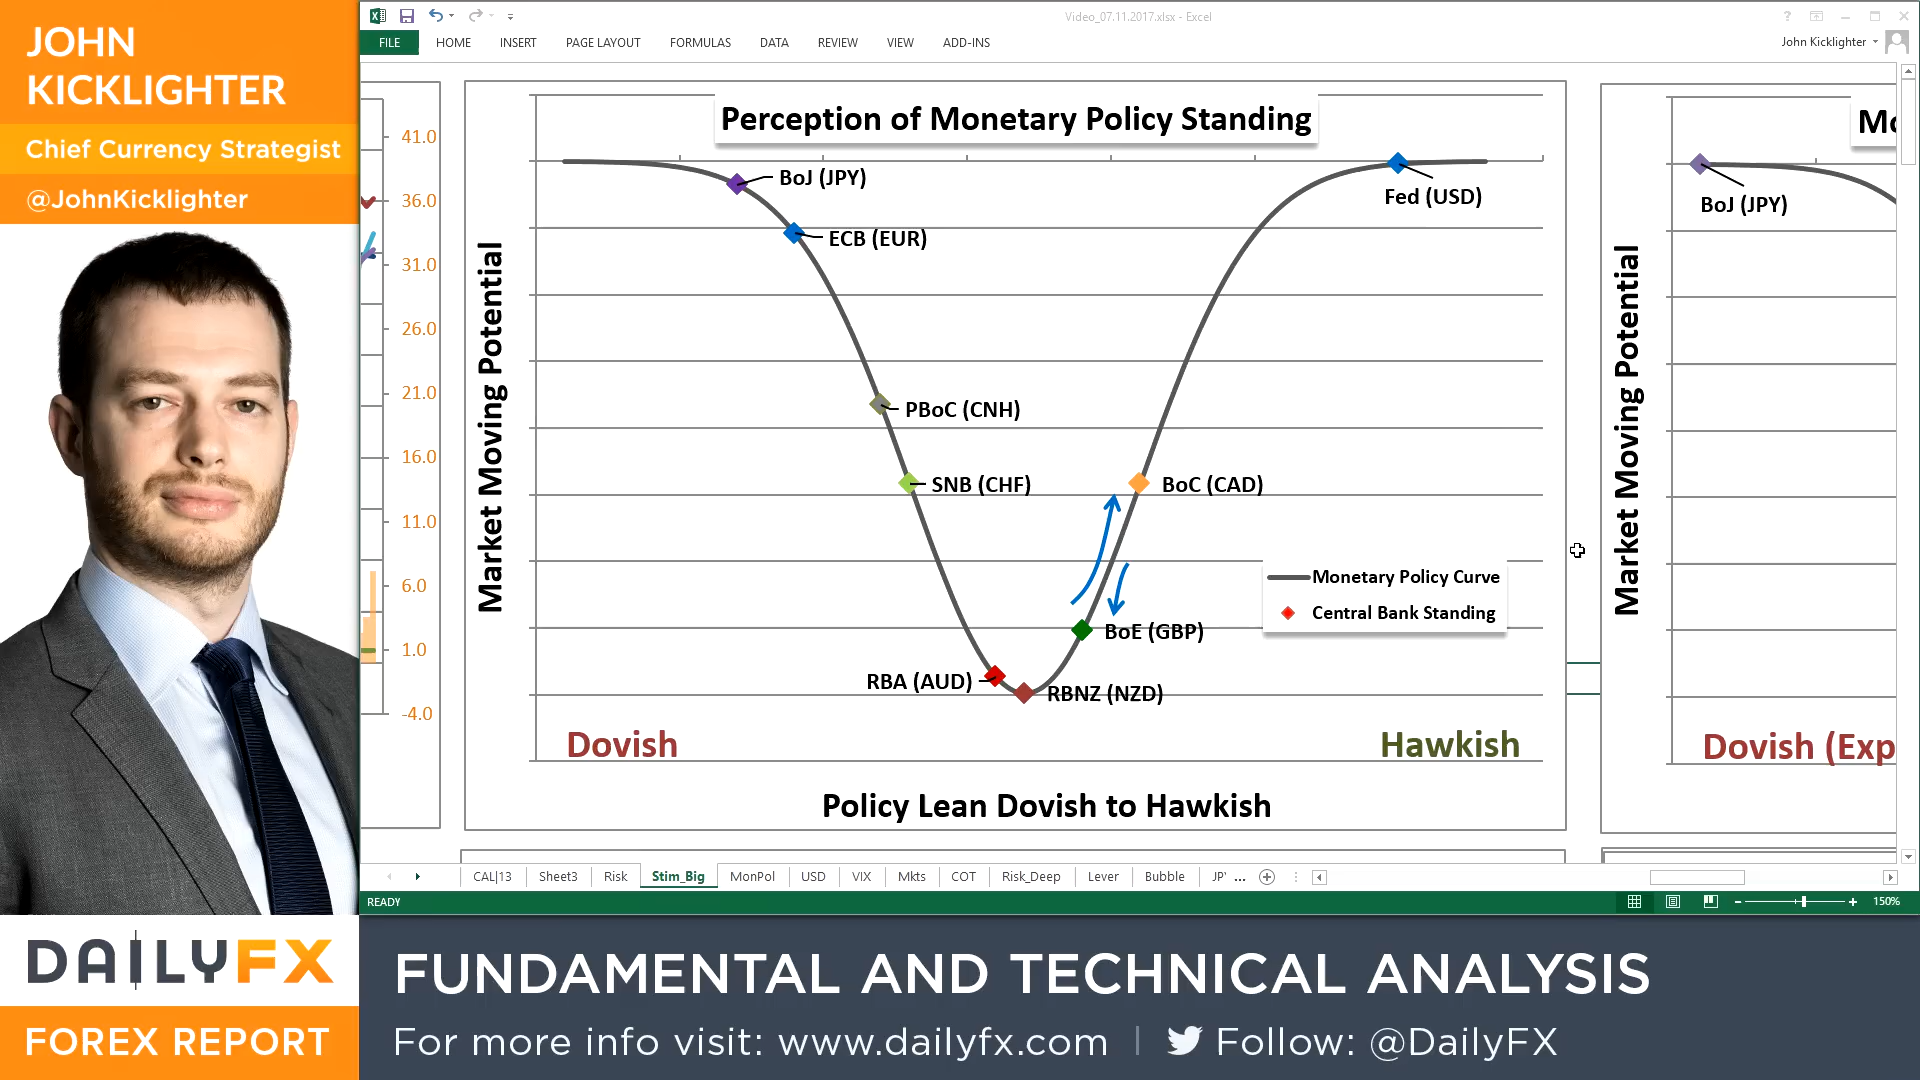 JOHN
KICKLIGHTER
Chief Currency Strategist
@JohnKicklighter
Video_07.11.2017.xlsx - Excel
?
FILE
HOME
INSERT
PAGE LAYOUT
FORMULAS
DATA
REVIEW
VIEW
ADD-INS
John Kicklighter
41.0
36.0
31.0
26.0
21.0
16.0
11.0
6.0
1.0
-4.0
Perception of Monetary Policy Standing
Market Moving Potential
BoJ (JPY)
ECB (EUR)
PBoC (CNH)
SNB (CHF)
RBA (AUD)
RBNZ (NZD)
BoE (GBP)
BoC (CAD)
Fed (USD)
Monetary Policy Curve
Central Bank Standing
Dovish
Hawkish
Policy Lean Dovish to Hawkish
Market Moving Potential
BoJ (JPY)
Dovish (Exp
CAL|13
Sheet3
Risk
Stim_Big
MonPol
USD
VIX
Mkts
COT
Risk_Deep
Lever
Bubble
JP' ...
READY
150%
DAILYFX
FOREX REPORT
FUNDAMENTAL AND TECHNICAL ANALYSIS
For more info visit: www.dailyfx.com | Follow: @DailyFX